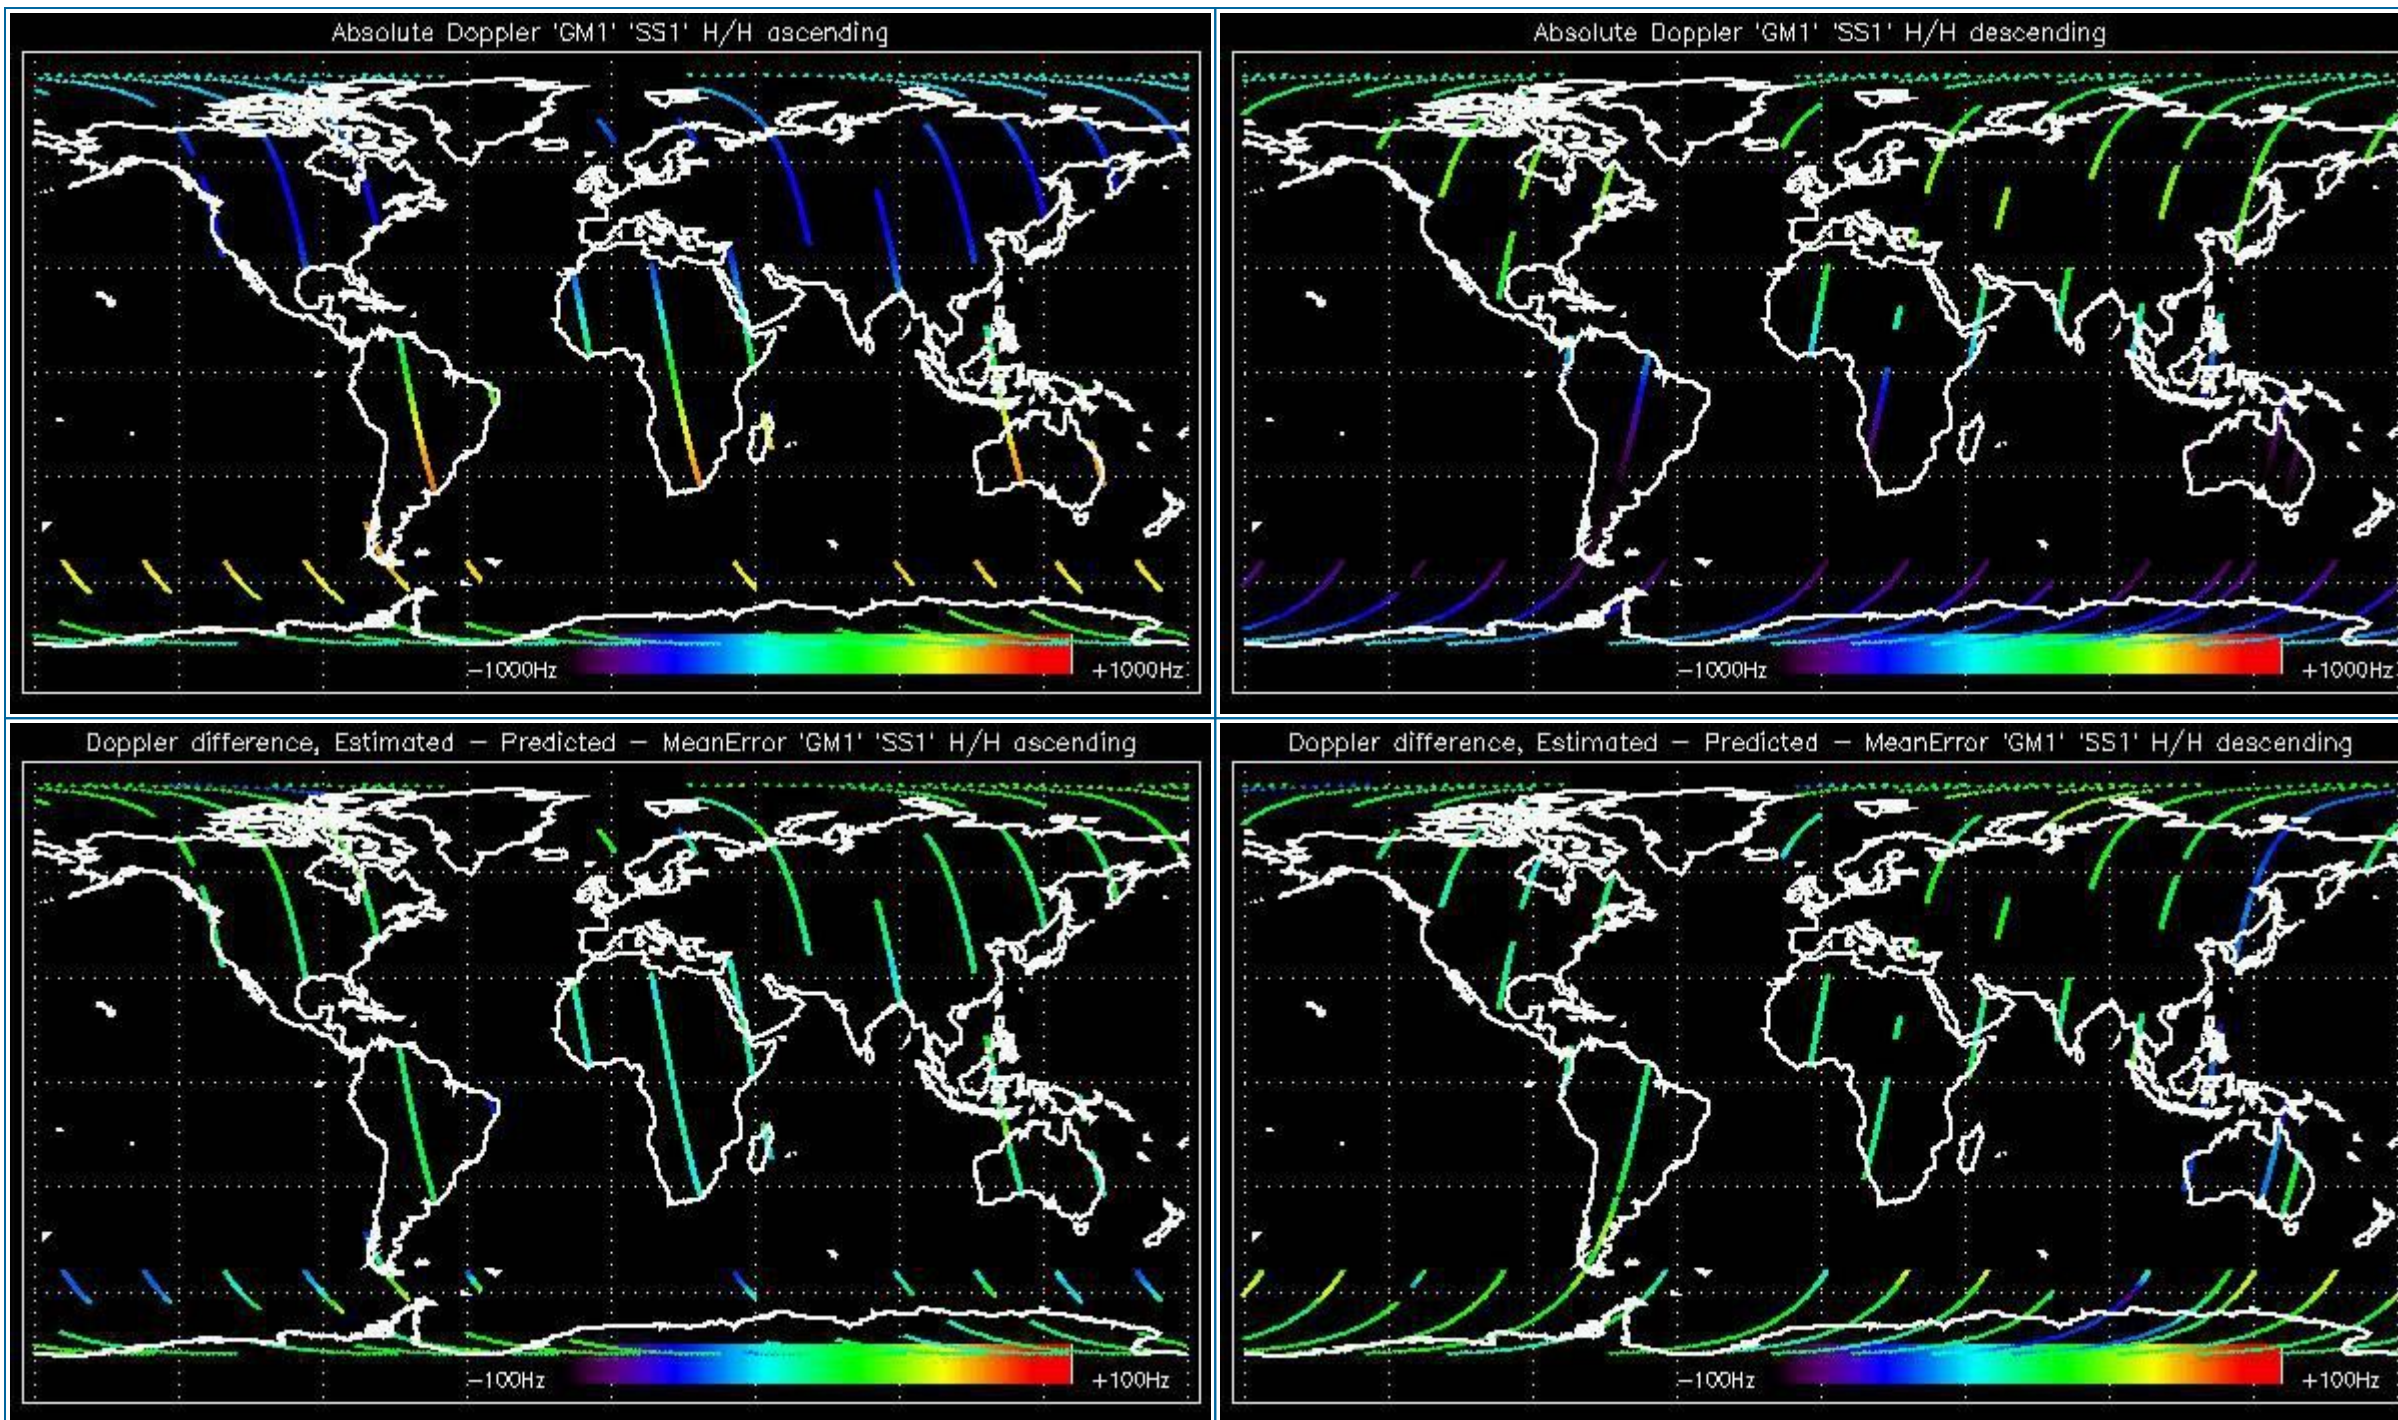 Absolute Doppler 'GM1' 'SS1' H/H ascending
-1000Hz
+1000Hz
Absolute Doppler 'GM1' 'SS1' H/H descending
-1000Hz
+1000Hz
Doppler difference, Estimated - Predicted - MeanError 'GM1' 'SS1' H/H ascending
-100Hz
+100Hz
Doppler difference, Estimated - Predicted - MeanError 'GM1' 'SS1' H/H descending
-100Hz
+100Hz